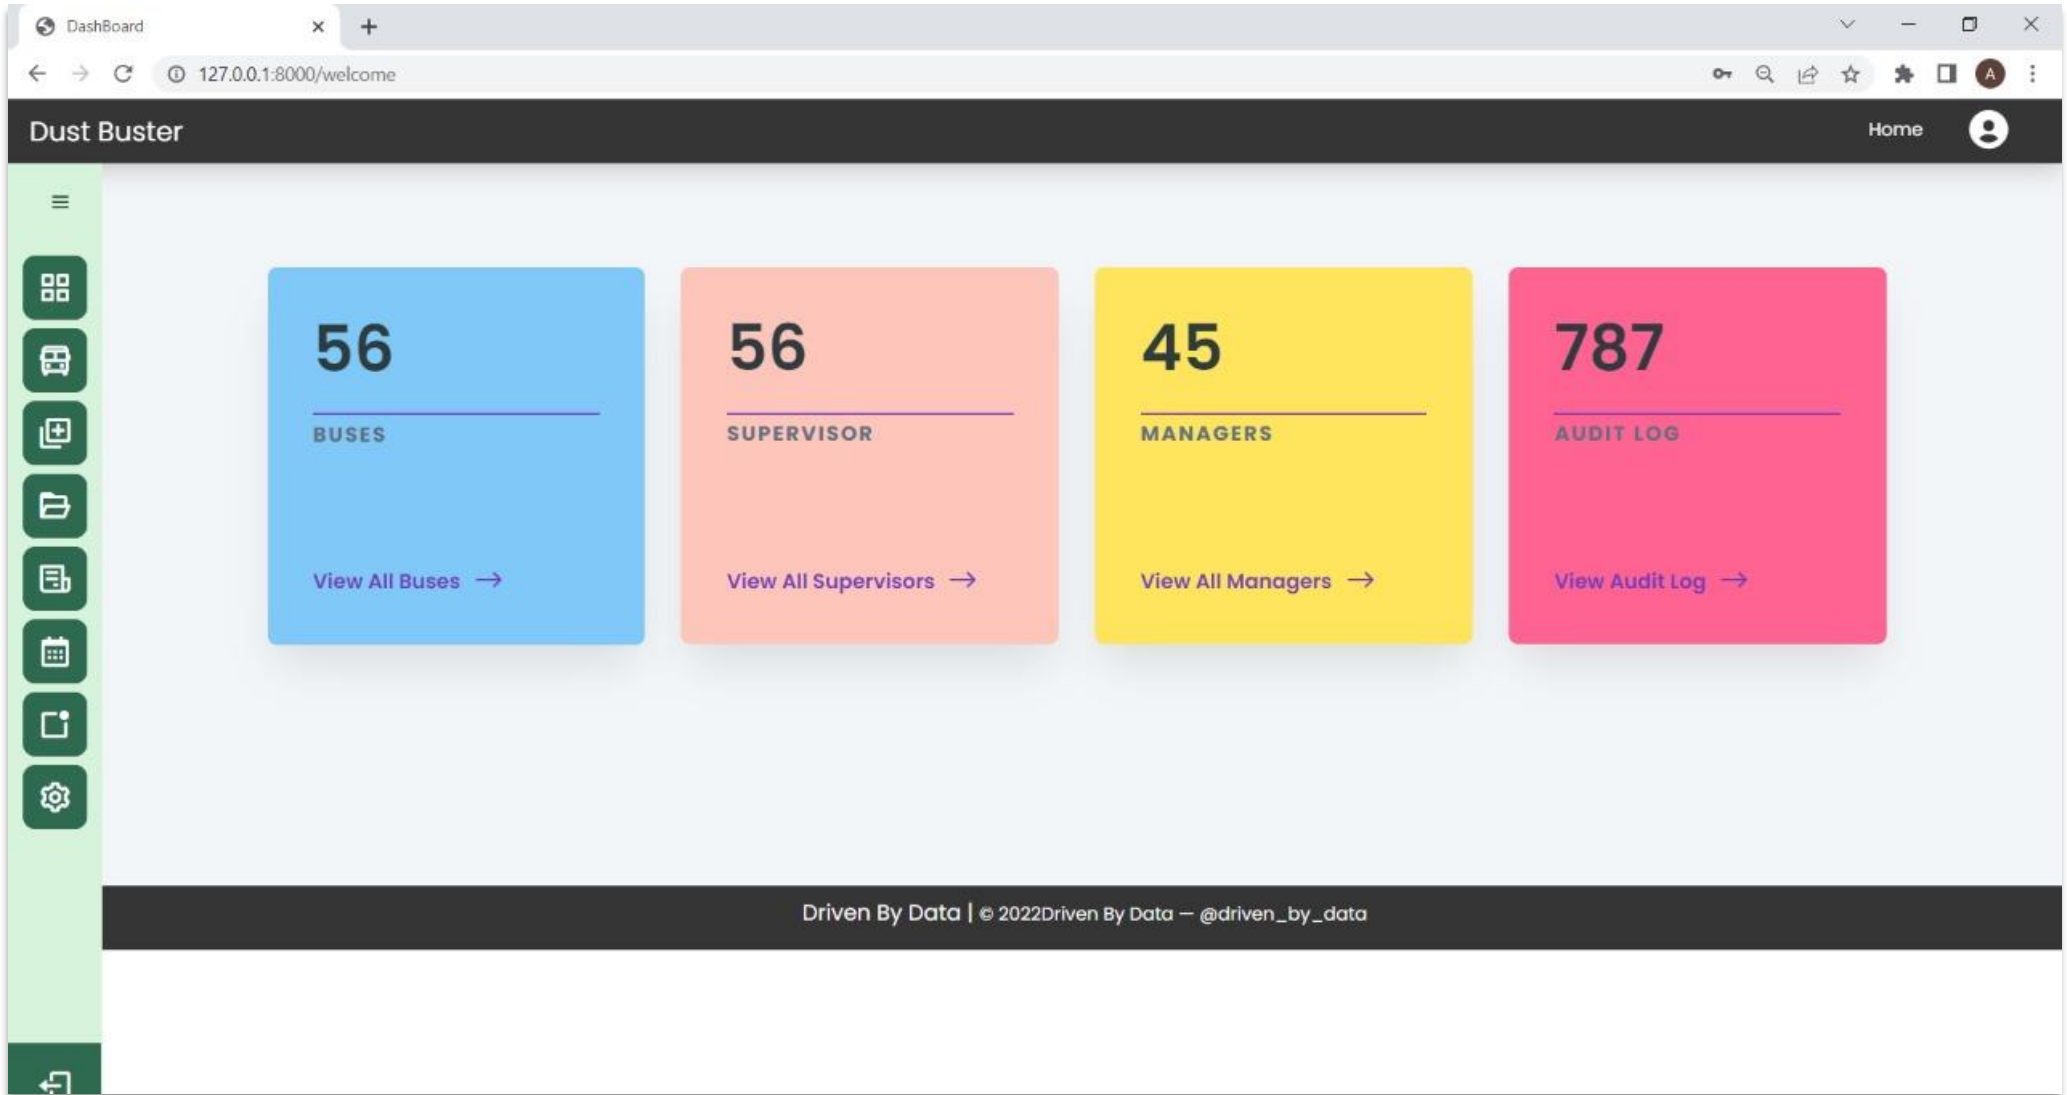 DashBoard
127.0.0.1:8000/welcome
A
Dust Buster
Home
56
BUSES
View All Buses →
56
SUPERVISOR
View All Supervisors →
45
MANAGERS
View All Managers →
787
AUDIT LOG
View Audit Log →
Driven By Data | © 2022Driven By Data — @driven_by_data